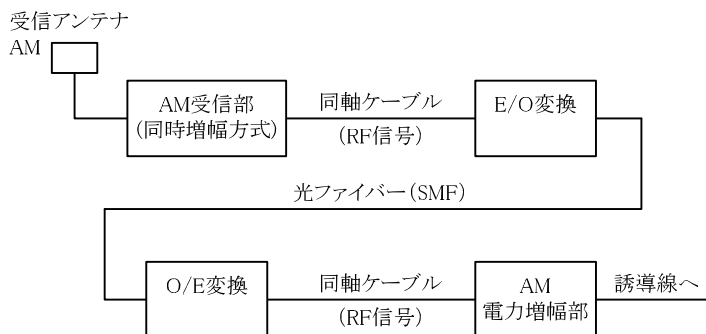 受信アンテナ
AM
AM受信部
(同時増幅方式)
同軸ケーブル
(RF信号)
E/O変換
光ファイバー(SMF)
O/E変換
同軸ケーブル
(RF信号)
AM
電力増幅部
誘導線へ